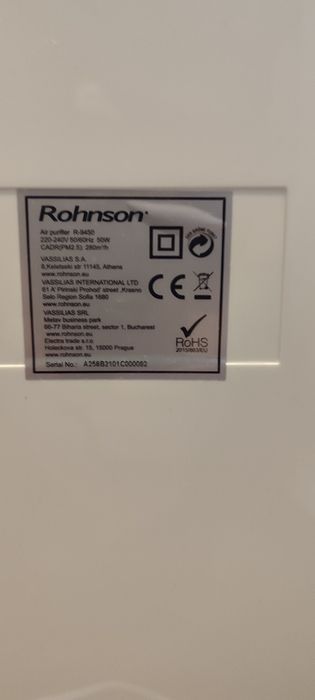 Rohnson
Air purifier R-9450
220-240V 50/60Hz 50W
CADR(PM2.5): 280m³/h
VASSILIAS S.A.
8,Keletsaki str 11145, Athens
www.rohnson.eu
VASSILIAS INTERNATIONAL LTD
61 A' Pirinski Prohod' street ,Krasno
Selo Region Sofia 1680
www.rohnson.eu
VASSILIAS SRL
Metav business park
66-77 Biharia street, sector 1, Bucharest
www.rohnson.eu
Electra trade s.r.o.
Holeckova str. 15, 15000 Prague
www.rohnson.eu
Serial No.: A258B2101C000082
CE
RoHS
2015/863/EU